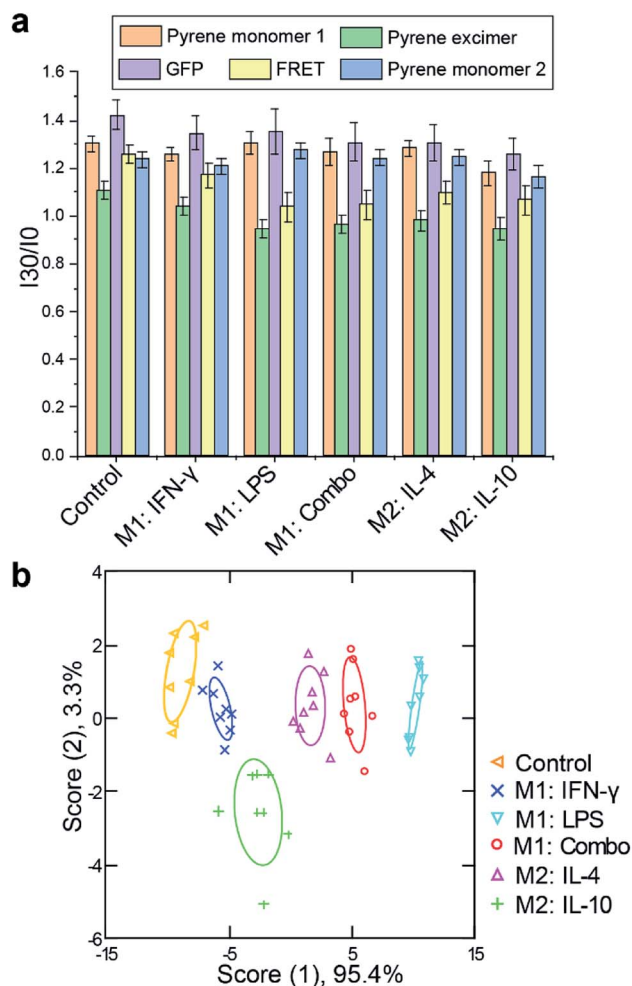 a
Pyrene monomer 1 Pyrene excimer
GFP FRET Pyrene monomer 2
1.6
1.4
1.2
1.0
0.8
0.6
0.4
0.2
0.0
I30/I0
Control M1: IFN-γ M1: LPS M1: Combo M2: IL-4 M2: IL-10
b
4
2
0
-2
-4
-6
Score (2), 3.3%
-15 -5 5 15
Score (1), 95.4%
Control
M1: IFN-γ
M1: LPS
M1: Combo
M2: IL-4
M2: IL-10